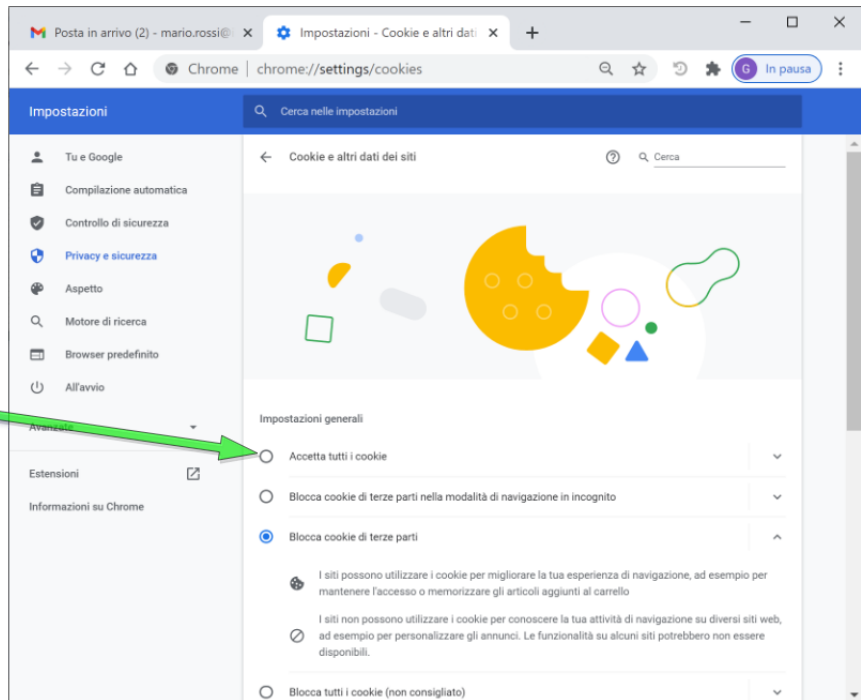 Posta in arrivo (2) - mario.rossi@
Impostazioni - Cookie e altri dati
Chrome | chrome://settings/cookies
G In pausa
Impostazioni
Cerca nelle impostazioni
Tu e Google
Compilazione automatica
Controllo di sicurezza
Privacy e sicurezza
Aspetto
Motore di ricerca
Browser predefinito
All'avvio
Avanzate
Estensioni
Informazioni su Chrome
Cookie e altri dati dei siti
Cerca
Impostazioni generali
Accetta tutti i cookie
Blocca cookie di terze parti nella modalità di navigazione in incognito
Blocca cookie di terze parti
I siti possono utilizzare i cookie per migliorare la tua esperienza di navigazione, ad esempio per
mantenere l'accesso o memorizzare gli articoli aggiunti al carrello
I siti non possono utilizzare i cookie per conoscere la tua attività di navigazione su diversi siti web,
ad esempio per personalizzare gli annunci. Le funzionalità su alcuni siti potrebbero non essere
disponibili.
Blocca tutti i cookie (non consigliato)